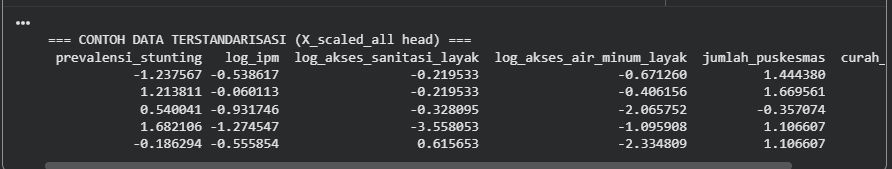 •••
=== CONTOH DATA TERSTANDARISASI (X_scaled_all head) ===
prevalensi_stunting log_ipm log_akses_sanitasi_layak log_akses_air_minum_layak jumlah_puskesmas curah_
-1.237567 -0.538617 -0.219533 -0.671260 1.444380
1.213811 -0.060113 -0.219533 -0.406156 1.669561
0.540041 -0.931746 -0.328095 -2.065752 -0.357074
1.682106 -1.274547 -3.558053 -1.095908 1.106607
-0.186294 -0.555854 0.615653 -2.334809 1.106607